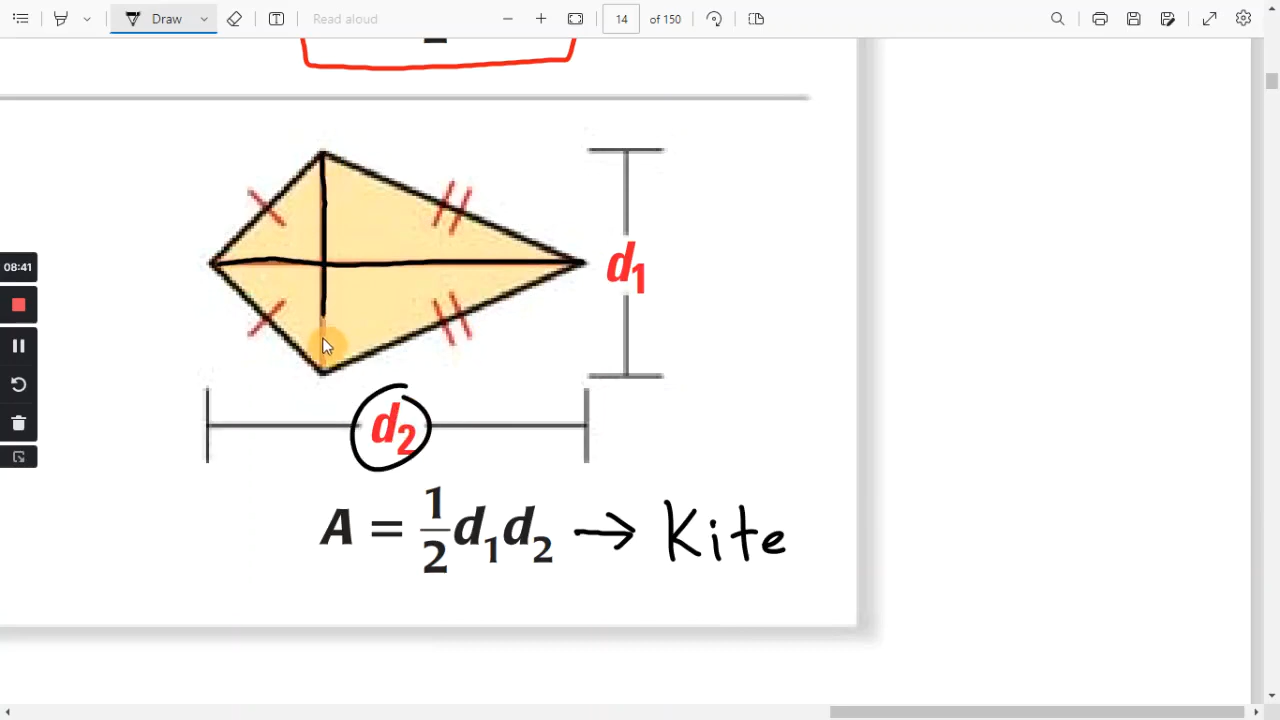 Draw
Read aloud
14 of 150
d₁
08:41
d₂
A = 1/2 d₁d₂ → Kite